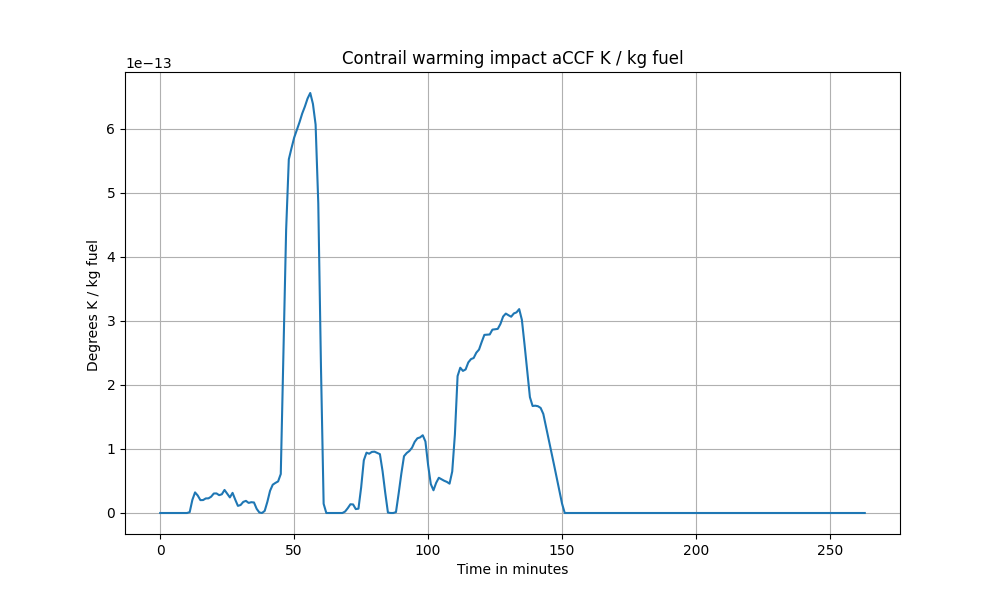 Contrail warming impact aCCF K / kg fuel
1e−13
6
5
4
3
2
1
0
Degrees K / kg fuel
0 50 100 150 200 250
Time in minutes